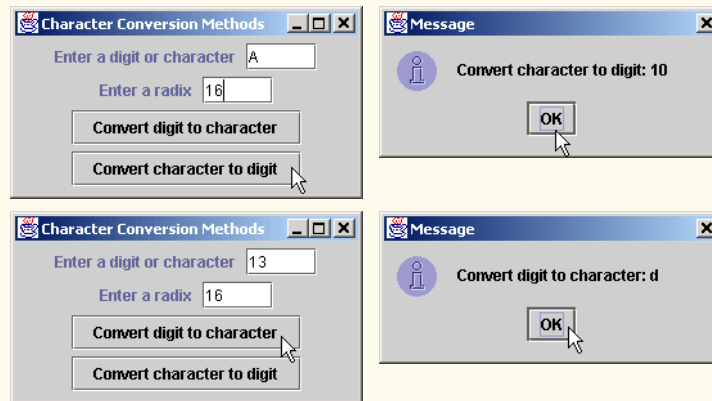 Character Conversion Methods
Enter a digit or character A
Enter a radix 16
Convert digit to character
Convert character to digit
Message
Convert character to digit: 10
OK
Character Conversion Methods
Enter a digit or character 13
Enter a radix 16
Convert digit to character
Convert character to digit
Message
Convert digit to character: d
OK